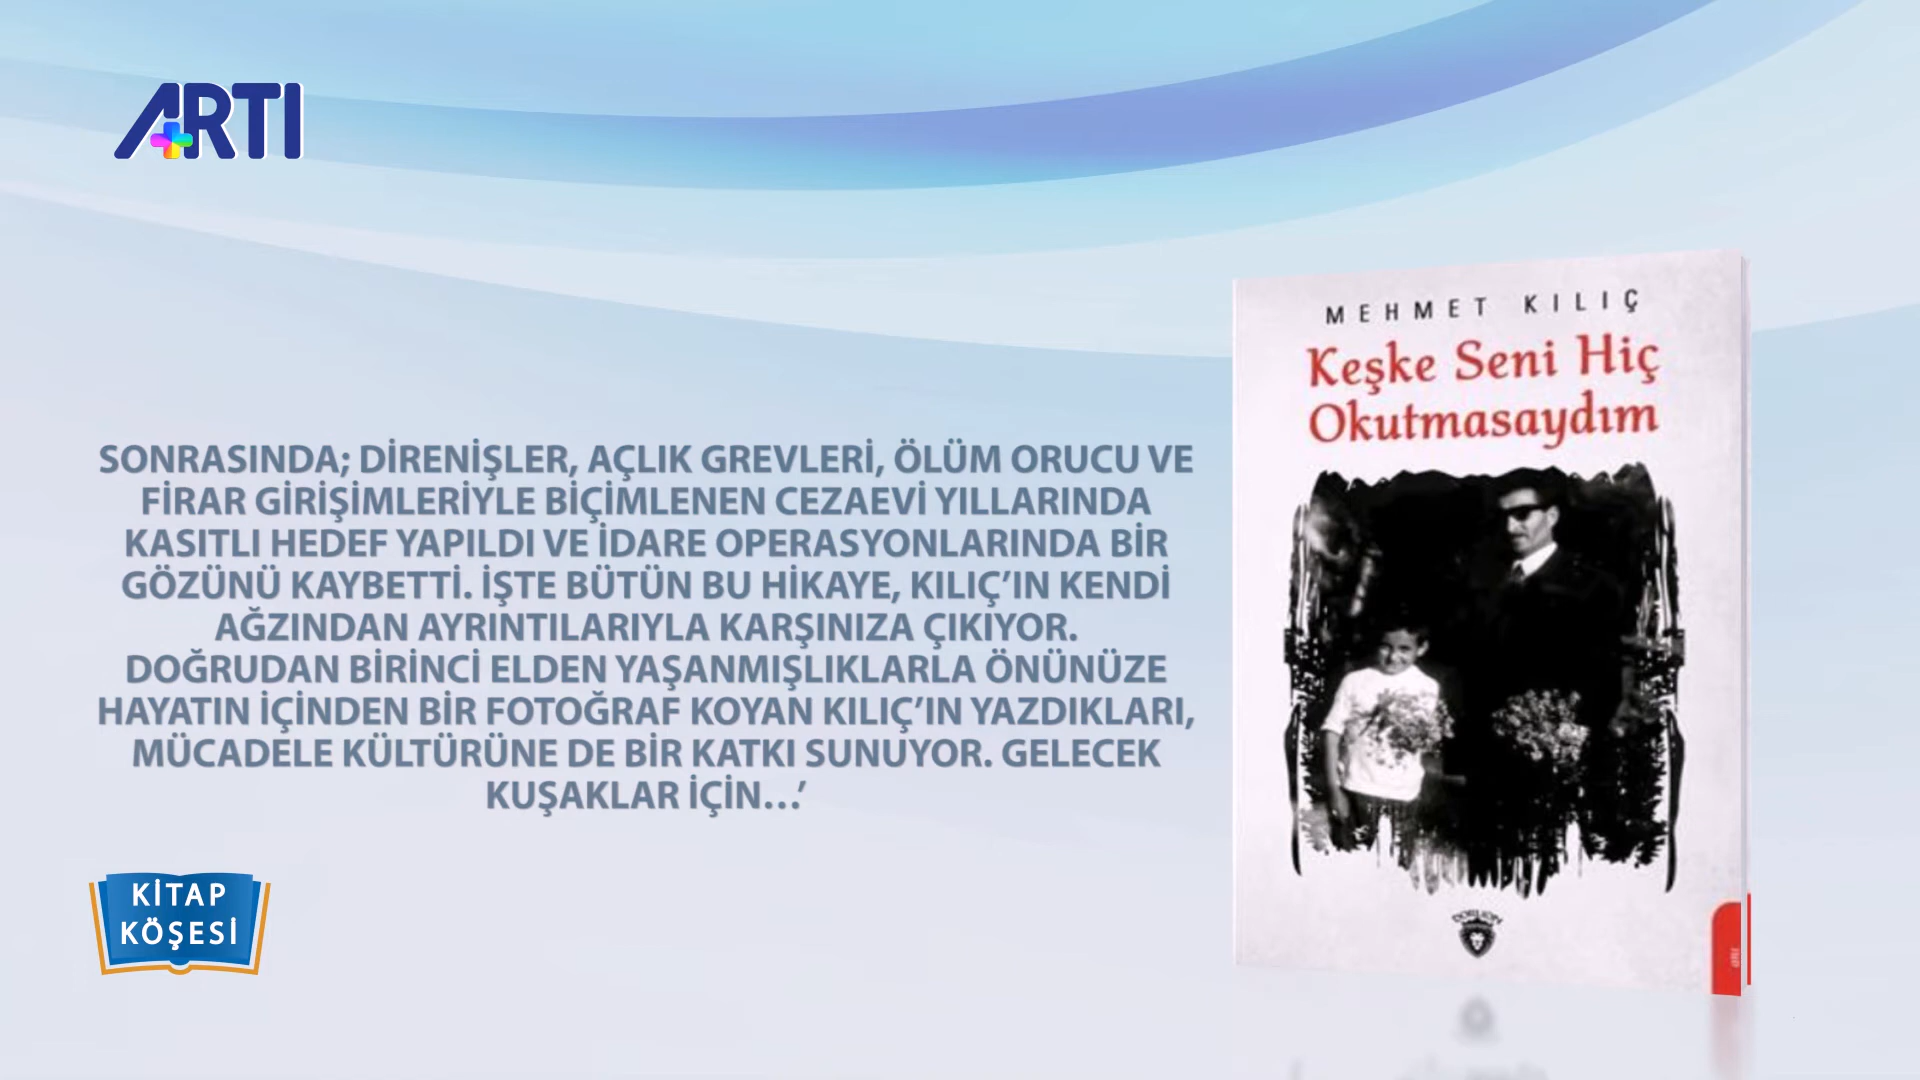 ARTI
SONRASINDA; DİRENİŞLER, AÇLIK GREVLERİ, ÖLÜM ORUCU VE
FİRAR GİRİŞİMLERİYLE BİÇİMLENEN CEZAEVİ YILLARINDA
KASITLI HEDEF YAPILDI VE İDARE OPERASYONLARINDA BİR
GÖZÜNÜ KAYBETTİ. İŞTE BÜTÜN BU HİKAYE, KILIÇ’IN KENDİ
AĞZINDAN AYRINTILARIYLA KARŞINIZA ÇIKIYOR.
DOĞRUDAN BİRİNCİ ELDEN YAŞANMIŞLIKLARLA ÖNÜNÜZE
HAYATIN İÇİNDEN BİR FOTOĞRAF KOYAN KILIÇ’IN YAZDIKLARI,
MÜCADELE KÜLTÜRÜNE DE BİR KATKI SUNUYOR. GELECEK
KUŞAKLAR İÇİN…’
KİTAP
KÖŞESİ
MEHMET KILIÇ
Keşke Seni Hiç
Okutmasaydım
DORLION